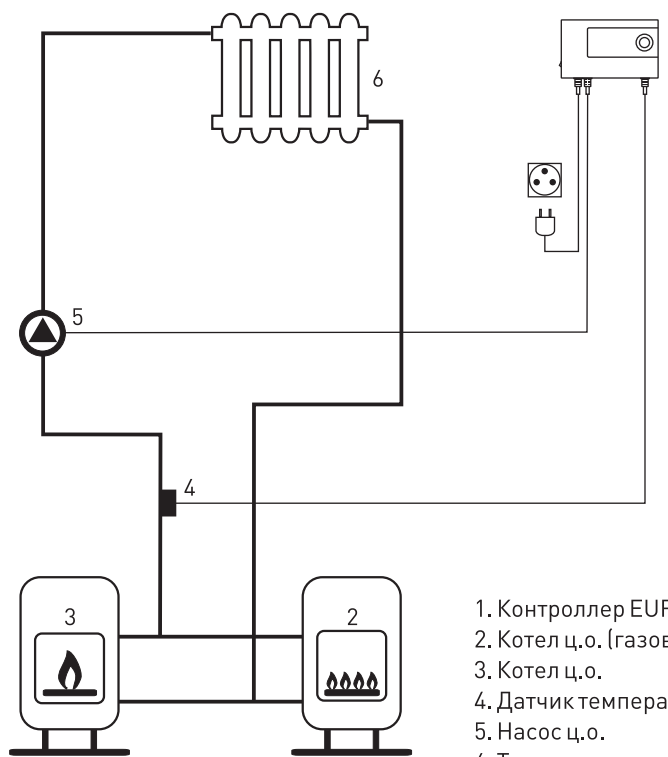 6
5
4
3
2
1. Контроллер
2. Котел ц.о.
3. Котел ц.о.
4. Датчик
5. Насос ц.о.